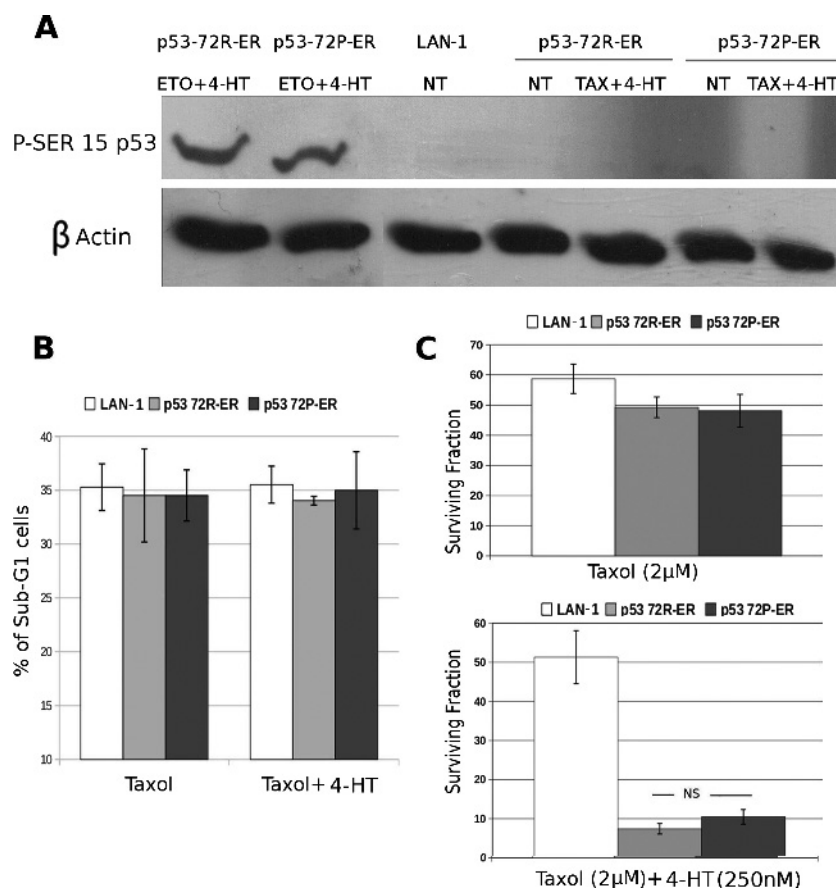 A
p53-72R-ER p53-72P-ER LAN-1 p53-72R-ER p53-72P-ER
ETO+4-HT ETO+4-HT NT NT TAX+4-HT NT TAX+4-HT
P-SER 15 p53
β Actin
B
LAN-1 p53 72R-ER p53 72P-ER
% of Sub-G1 cells
40
35
30
25
20
15
10
Taxol Taxol+4-HT
C
LAN-1 p53 72R-ER p53 72P-ER
Surviving Fraction
70
60
50
40
30
20
10
0
Taxol (2µM)
LAN-1 p53 72R-ER p53 72P-ER
Surviving Fraction
60
50
40
30
20
10
0
NS
Taxol (2µM)+4-HT(250nM)